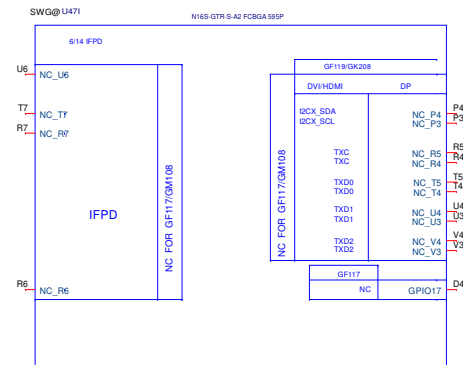 SWG@ U47I
N16S-GTR-S-A2 FCBGA 595P
6/14 IFPD
U6 NC_U6
T7 NC_T7
R7 NC_R7
IFPD
R6 NC_R6
NC FOR GF117/GM108
GF119/GK208
DVI/HDMI DP
NC FOR GF117/GM108
I2CX_SDA NC_P4 P4
I2CX_SCL NC_P3 P3
TXC NC_R5 R5
TXC NC_R4 R4
TXD0 NC_T5 T5
TXD0 NC_T4 T4
TXD1 NC_U4 U4
TXD1 NC_U3 U3
TXD2 NC_V4 V4
TXD2 NC_V3 V3
GF117
NC GPIO17 D4